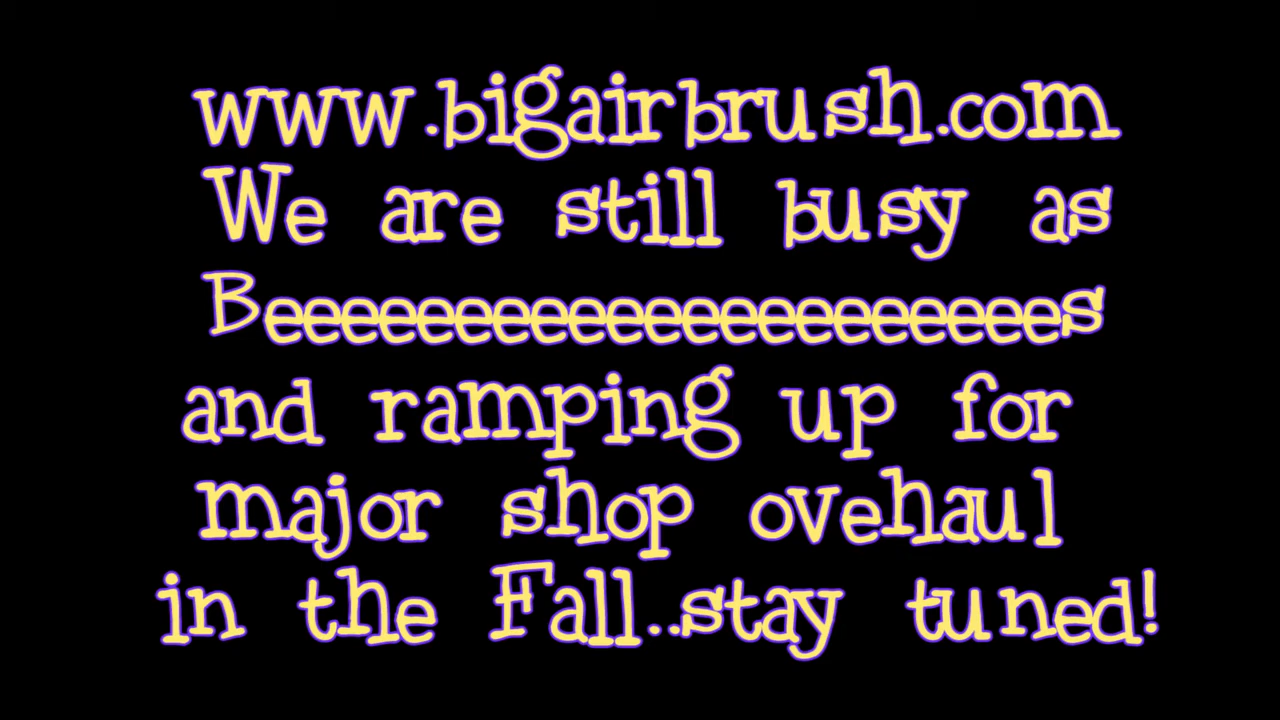 www.bigairbrush.com
We are still busy as
Beeeeeeeeeeeeeeeeeeeees
and ramping up for
major shop ovehaul
in the Fall..stay tuned!